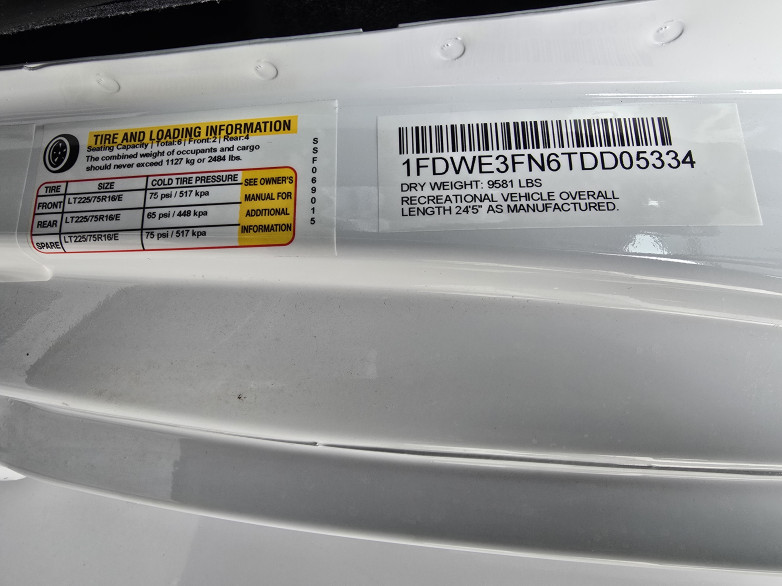 TIRE AND LOADING INFORMATION
Seating Capacity | Total:6 | Front:2 | Rear:4
The combined weight of occupants and cargo
should never exceed 1127 kg or 2484 lbs.
TIRE SIZE COLD TIRE PRESSURE SEE OWNER'S
FRONT LT225/75R16/E 75 psi / 517 kpa MANUAL FOR
REAR LT225/75R16/E 65 psi / 448 kpa ADDITIONAL
SPARE LT225/75R16/E 75 psi / 517 kpa INFORMATION
SSF069015
1FDWE3FN6TDD05334
DRY WEIGHT: 9581 LBS
RECREATIONAL VEHICLE OVERALL
LENGTH 24'5" AS MANUFACTURED.